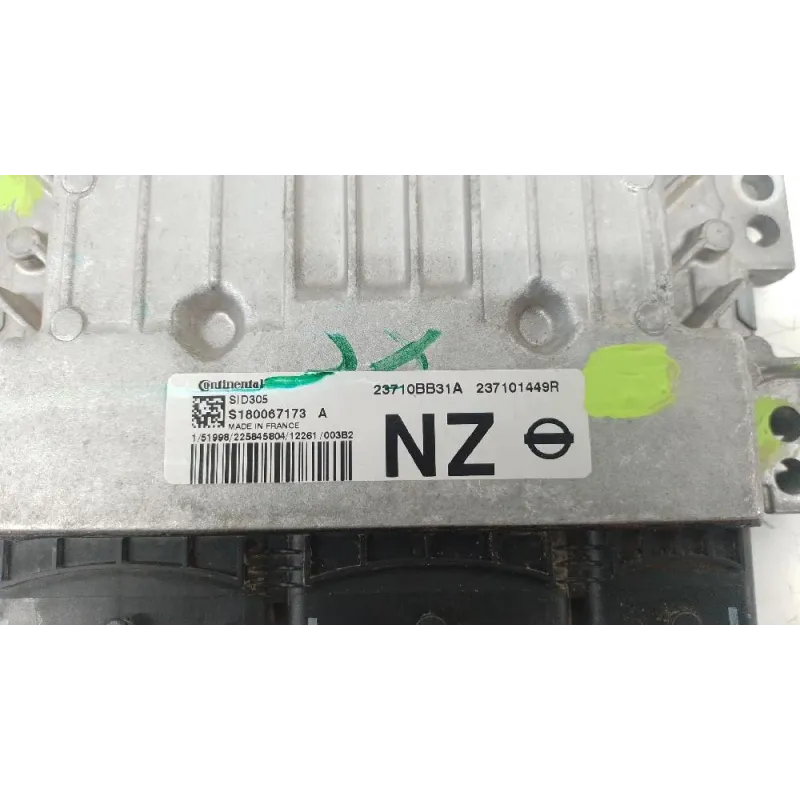 Continental
SID305
S180067173 A
MADE IN FRANCE
1/51998/225845804/12261/003B2
23710BB31A 237101449R
NZ